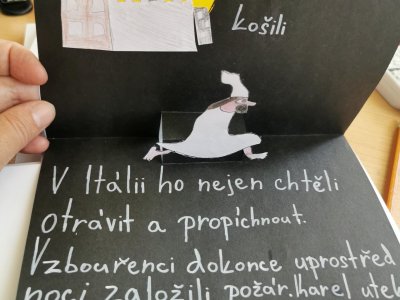 košili
V Itálii ho nejen chtěli
otrávit a propíchnout.
Vzbouřenci dokonce uprostřed
noci založili požár. Karel utek